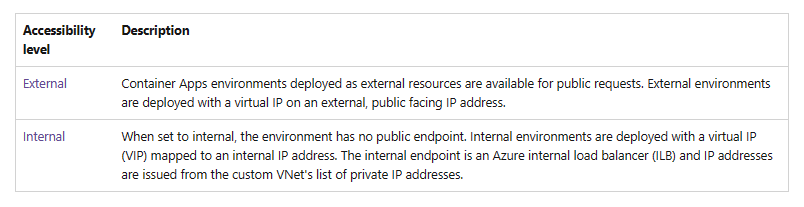 Accessibility level
Description
External
Container Apps environments deployed as external resources are available for public requests. External environments
are deployed with a virtual IP on an external, public facing IP address.
Internal
When set to internal, the environment has no public endpoint. Internal environments are deployed with a virtual IP
(VIP) mapped to an internal IP address. The internal endpoint is an Azure internal load balancer (ILB) and IP addresses
are issued from the custom VNet's list of private IP addresses.